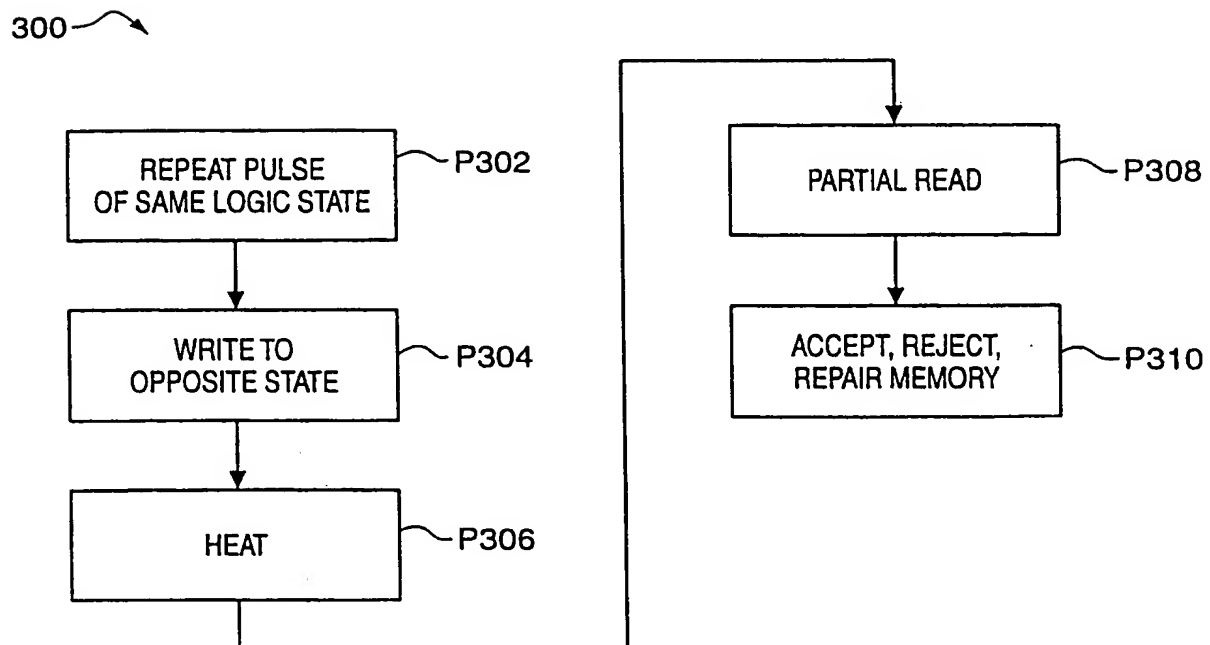 300
REPEAT PULSE
OF SAME LOGIC STATE
P302
WRITE TO
OPPOSITE STATE
P304
HEAT
P306
PARTIAL READ
P308
ACCEPT, REJECT,
REPAIR MEMORY
P310